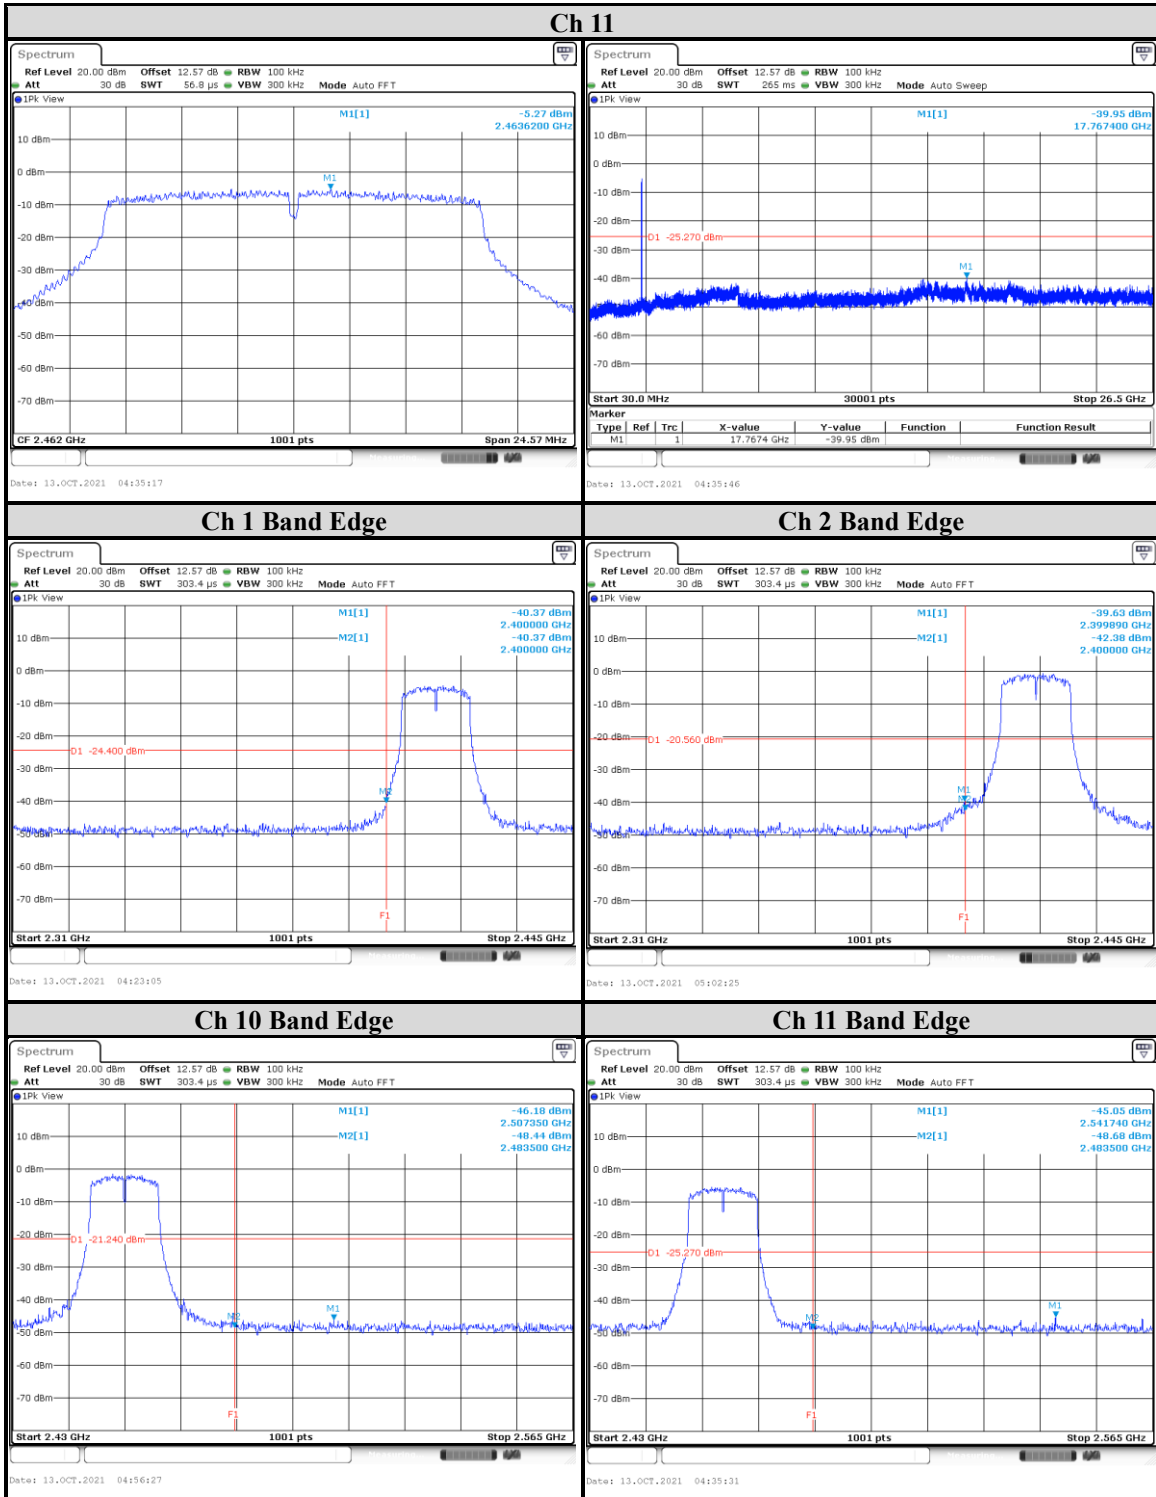 Ch 11
Spectrum
Ref Level 20.00 dBm Offset 12.57 dB RBW 100 kHz
Att 30 dB SWT 56.8 µs VBW 300 kHz Mode Auto FFT
1Pk View
M1[1] -5.27 dBm
2.4636200 GHz
10 dBm
0 dBm
M1
-10 dBm
-20 dBm
-30 dBm
-40 dBm
-50 dBm
-60 dBm
-70 dBm
CF 2.462 GHz 1001 pts Span 24.57 MHz
Date: 13.OCT.2021 04:35:17
Spectrum
Ref Level 20.00 dBm Offset 12.57 dB RBW 100 kHz
Att 30 dB SWT 265 ms VBW 300 kHz Mode Auto Sweep
1Pk View
M1[1] -39.95 dBm
17.767400 GHz
10 dBm
0 dBm
-10 dBm
-20 dBm
D1 -25.270 dBm
-30 dBm
M1
-40 dBm
-60 dBm
-70 dBm
Start 30.0 MHz 30001 pts Stop 26.5 GHz
Marker
Type Ref Trc X-value Y-value Function Function Result
M1 1 17.7674 GHz -39.95 dBm
Date: 13.OCT.2021 04:35:46
Ch 1 Band Edge
Spectrum
Ref Level 20.00 dBm Offset 12.57 dB RBW 100 kHz
Att 30 dB SWT 303.4 µs VBW 300 kHz Mode Auto FFT
1Pk View
M1[1] -40.37 dBm
2.400000 GHz
10 dBm M2[1] -40.37 dBm
2.400000 GHz
0 dBm
-10 dBm
-20 dBm
D1 -24.400 dBm
-30 dBm
M2
-40 dBm
-50 dBm
-60 dBm
-70 dBm
F1
Start 2.31 GHz 1001 pts Stop 2.445 GHz
Date: 13.OCT.2021 04:23:05
Ch 2 Band Edge
Spectrum
Ref Level 20.00 dBm Offset 12.57 dB RBW 100 kHz
Att 30 dB SWT 303.4 µs VBW 300 kHz Mode Auto FFT
1Pk View
M1[1] -39.63 dBm
2.399890 GHz
10 dBm M2[1] -42.38 dBm
2.400000 GHz
0 dBm
-10 dBm
-20 dBm
D1 -20.560 dBm
-30 dBm
M1
-40 dBm
M2
-50 dBm
-60 dBm
-70 dBm
F1
Start 2.31 GHz 1001 pts Stop 2.445 GHz
Date: 13.OCT.2021 05:02:25
Ch 10 Band Edge
Spectrum
Ref Level 20.00 dBm Offset 12.57 dB RBW 100 kHz
Att 30 dB SWT 303.4 µs VBW 300 kHz Mode Auto FFT
1Pk View
M1[1] -46.18 dBm
2.507350 GHz
10 dBm M2[1] -48.44 dBm
2.483500 GHz
0 dBm
-10 dBm
-20 dBm
D1 -21.240 dBm
-30 dBm
-40 dBm
M2 M1
-50 dBm
-60 dBm
-70 dBm
F1
Start 2.43 GHz 1001 pts Stop 2.565 GHz
Date: 13.OCT.2021 04:56:27
Ch 11 Band Edge
Spectrum
Ref Level 20.00 dBm Offset 12.57 dB RBW 100 kHz
Att 30 dB SWT 303.4 µs VBW 300 kHz Mode Auto FFT
1Pk View
M1[1] -45.05 dBm
2.541740 GHz
10 dBm M2[1] -48.68 dBm
2.483500 GHz
0 dBm
-10 dBm
-20 dBm
D1 -25.270 dBm
-30 dBm
-40 dBm
M1
M2
-50 dBm
-60 dBm
-70 dBm
F1
Start 2.43 GHz 1001 pts Stop 2.565 GHz
Date: 13.OCT.2021 04:35:31